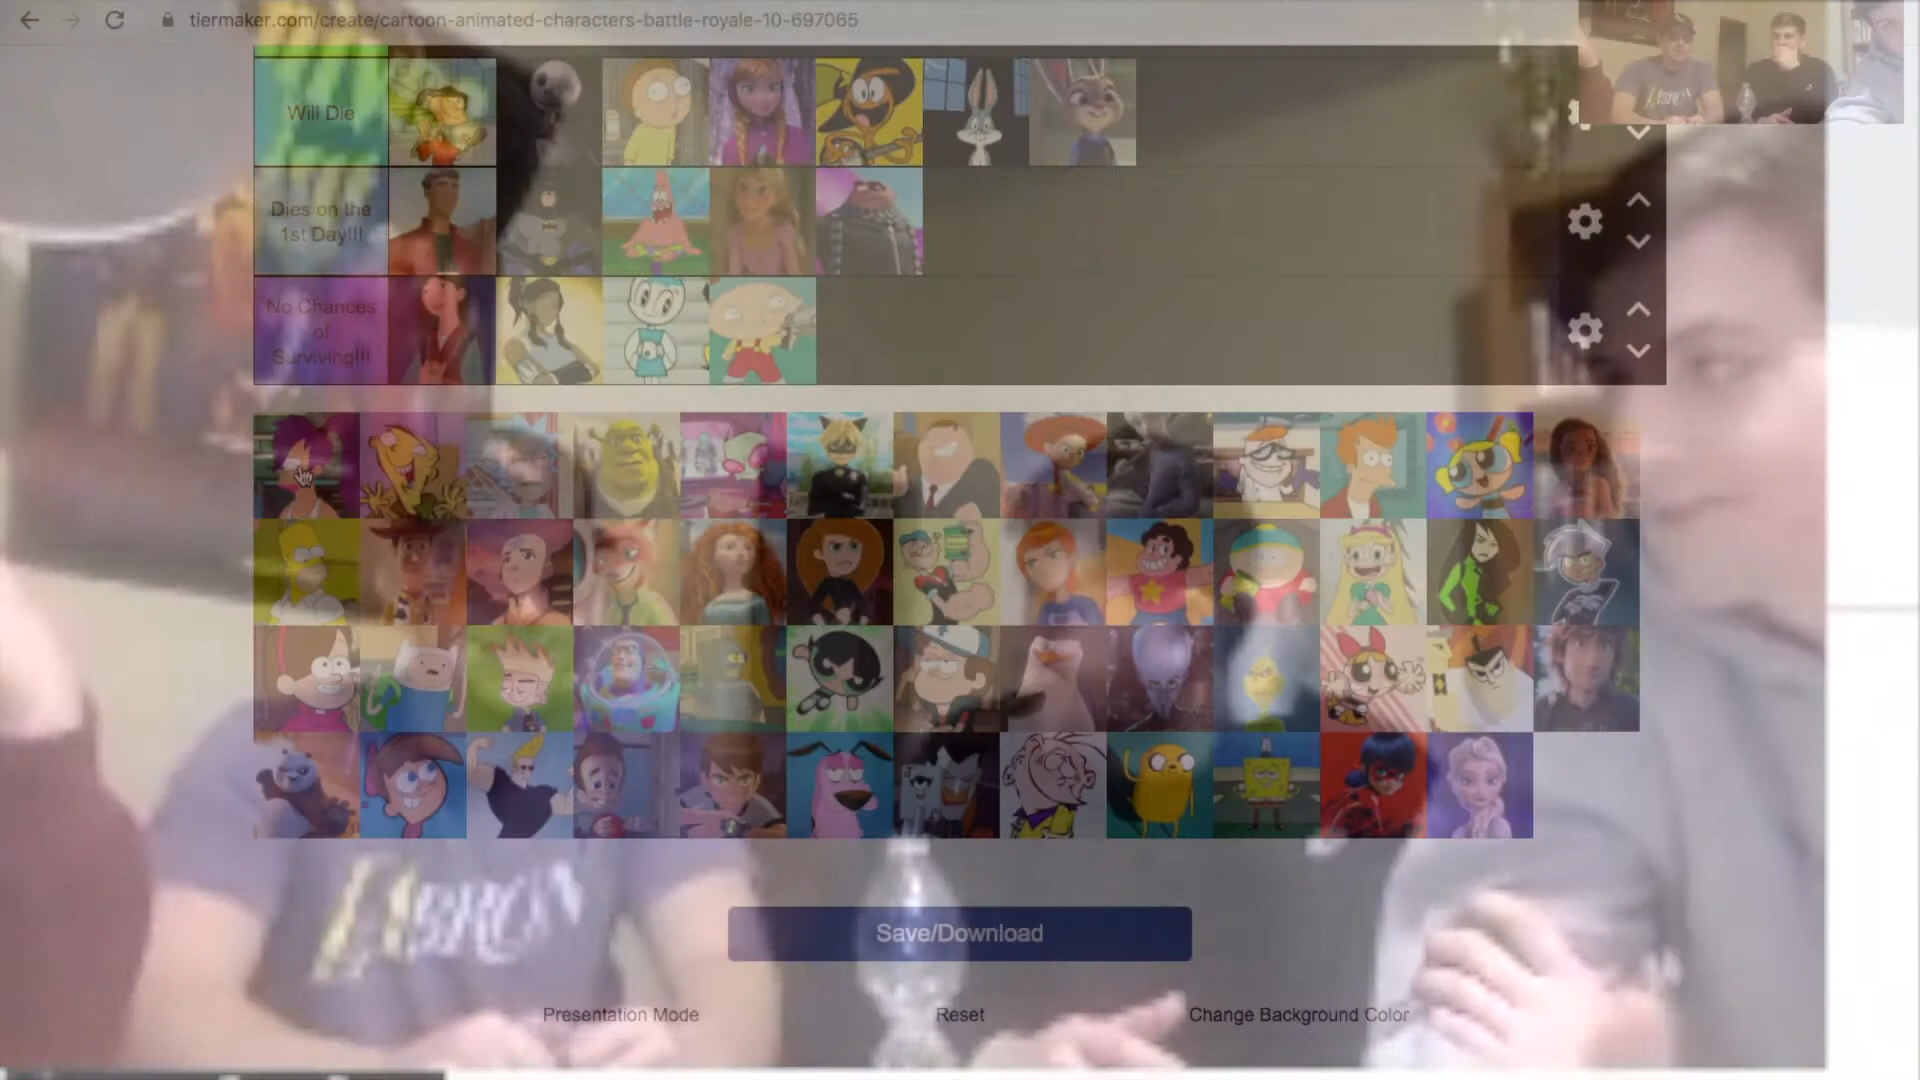 tiermaker.com/create/cartoon-animated-characters-battle-royale-10-697065
Will Die
Dies on the
1st Day!!!
No Chances
of
Surviving!!!
Save/Download
Presentation Mode
Reset
Change Background Color